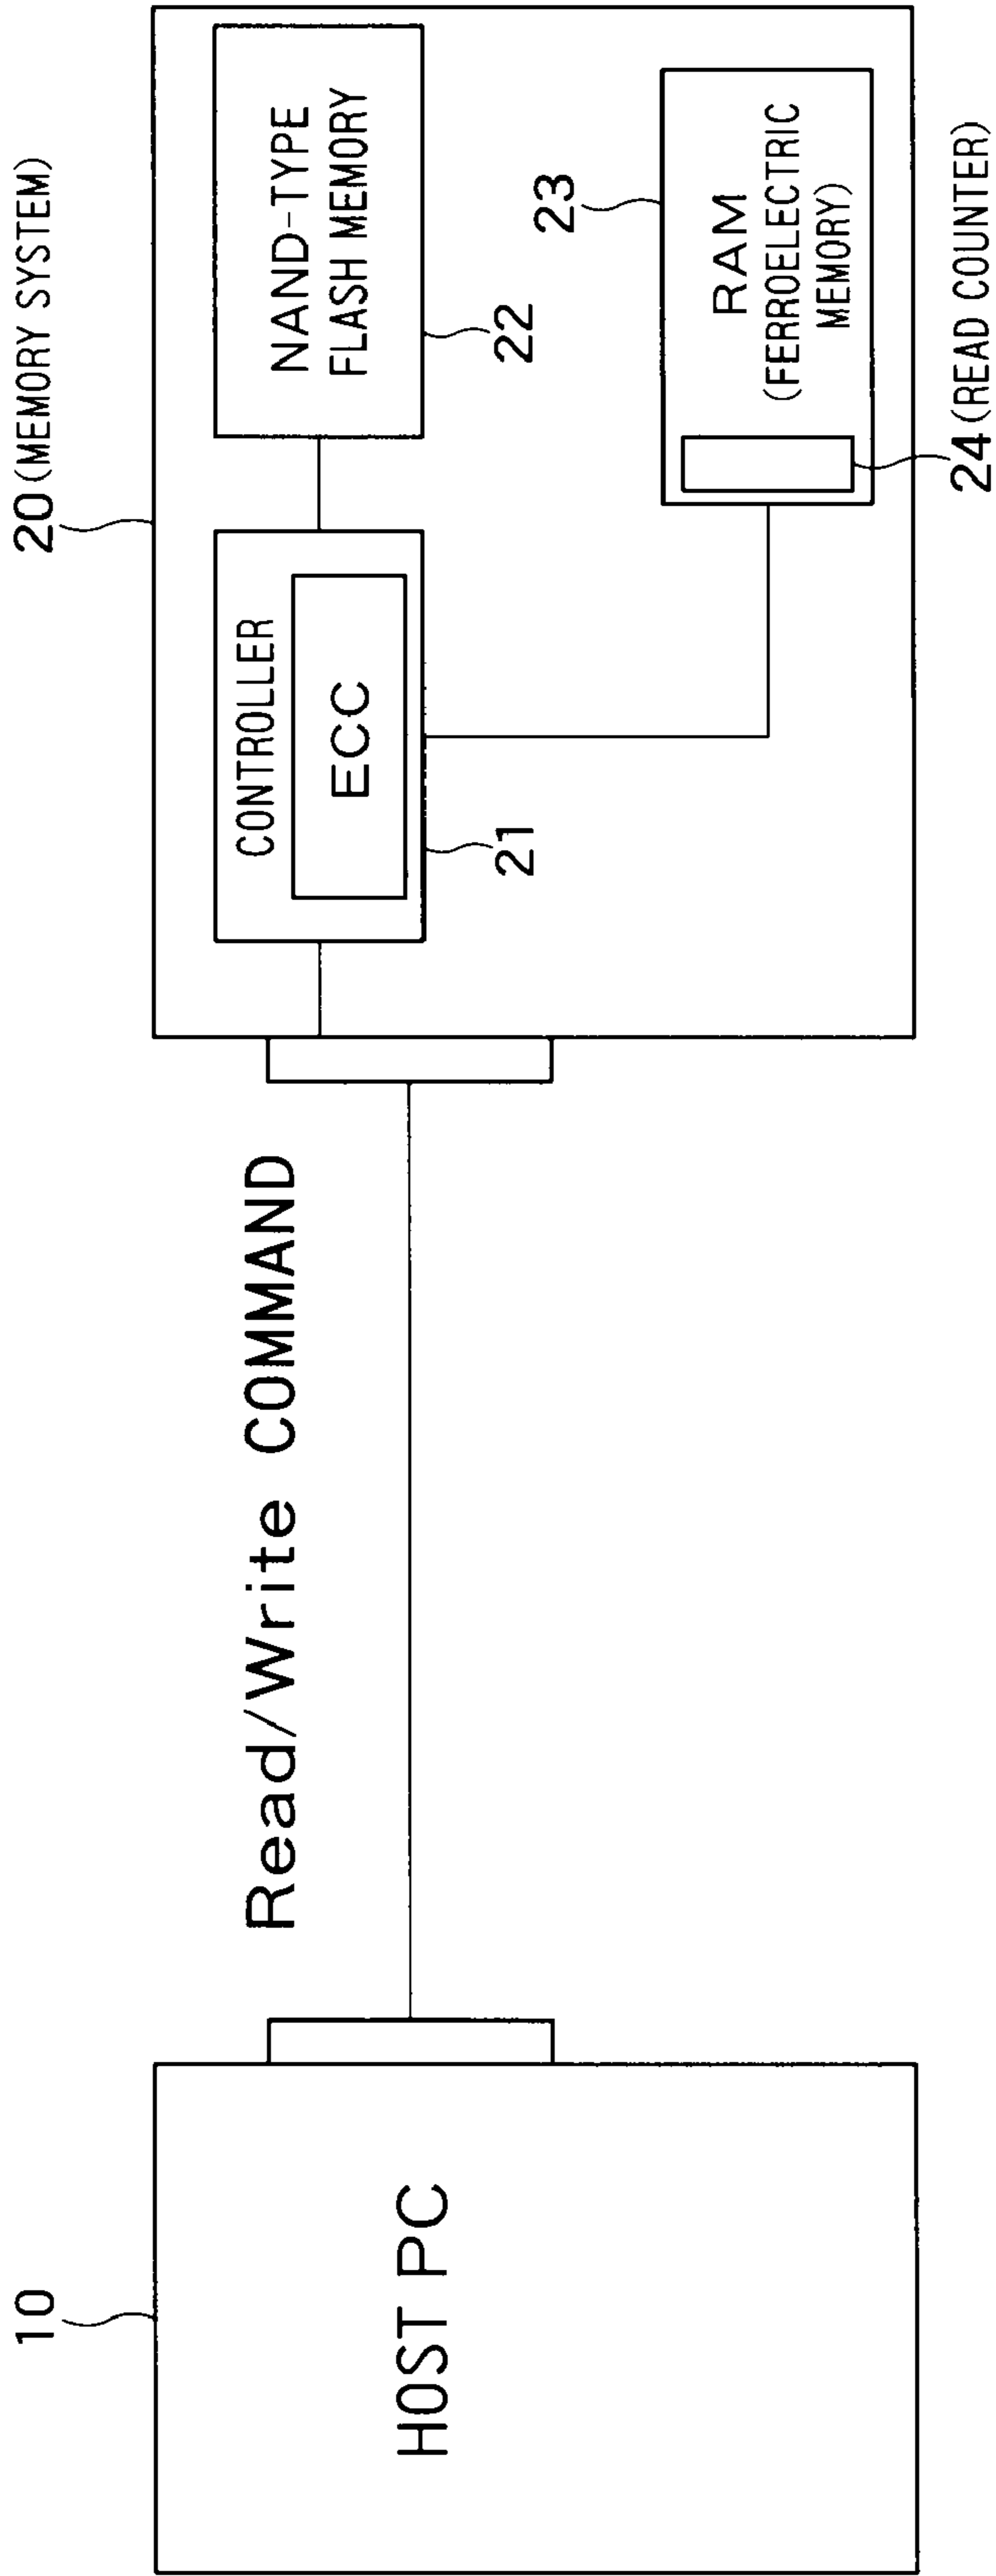 10
HOST PC
Read/Write COMMAND
20 (MEMORY SYSTEM)
CONTROLLER
ECC
21
NAND-TYPE
FLASH MEMORY
22
23
RAM
(FERROELECTRIC
MEMORY)
24 (READ COUNTER)